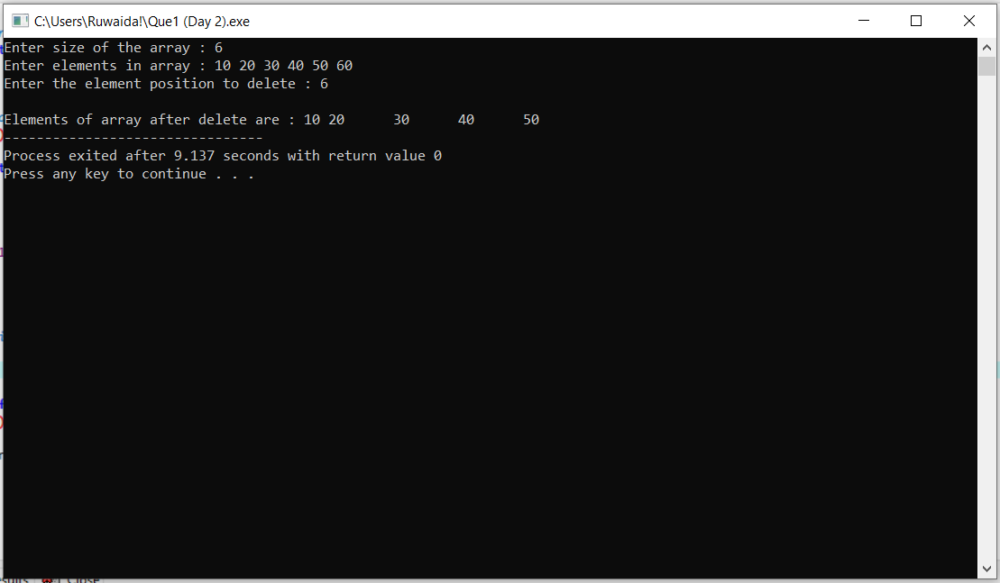 C:\Users\Ruwaida!\Que1 (Day 2).exe
Enter size of the array : 6
Enter elements in array : 10 20 30 40 50 60
Enter the element position to delete : 6
Elements of array after delete are : 10 20      30      40      50
--------------------------------
Process exited after 9.137 seconds with return value 0
Press any key to continue . . .